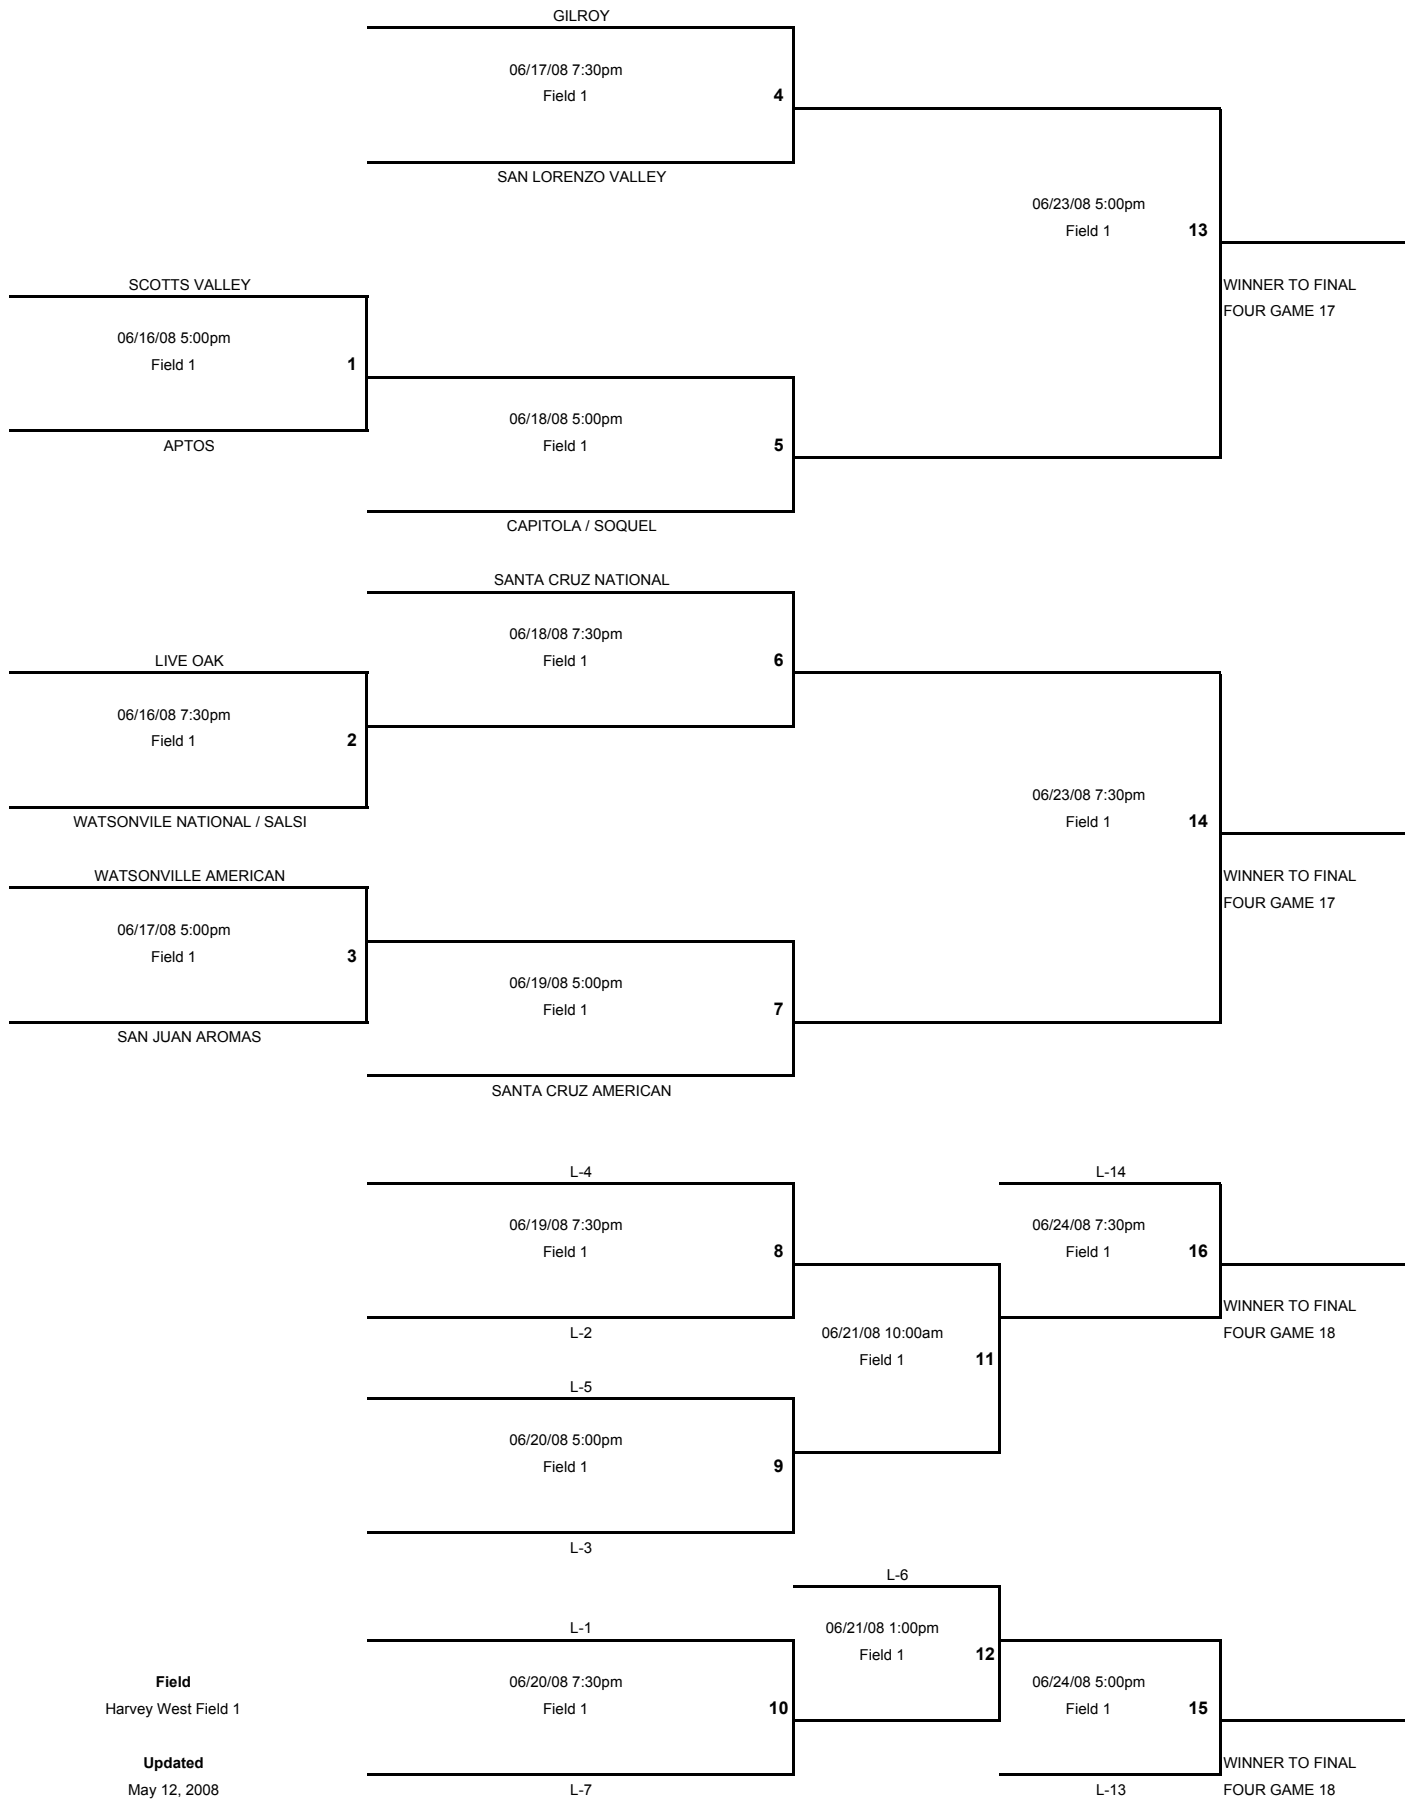 GILROY
06/17/08 7:30pm
Field 1
4
SAN LORENZO VALLEY
06/23/08 5:00pm
Field 1
13
WINNER TO FINAL
FOUR GAME 17
SCOTTS VALLEY
06/16/08 5:00pm
Field 1
1
APTOS
06/18/08 5:00pm
Field 1
5
CAPITOLA / SOQUEL
SANTA CRUZ NATIONAL
06/18/08 7:30pm
Field 1
6
LIVE OAK
06/16/08 7:30pm
Field 1
2
WATSONVILE NATIONAL / SALSI
06/23/08 7:30pm
Field 1
14
WINNER TO FINAL
FOUR GAME 17
WATSONVILLE AMERICAN
06/17/08 5:00pm
Field 1
3
SAN JUAN AROMAS
06/19/08 5:00pm
Field 1
7
SANTA CRUZ AMERICAN
L-4
06/19/08 7:30pm
Field 1
8
L-2
L-14
06/24/08 7:30pm
Field 1
16
WINNER TO FINAL
FOUR GAME 18
06/21/08 10:00am
Field 1
11
L-5
06/20/08 5:00pm
Field 1
9
L-3
L-6
06/21/08 1:00pm
Field 1
12
L-1
06/20/08 7:30pm
Field 1
10
L-7
06/24/08 5:00pm
Field 1
15
L-13
WINNER TO FINAL
FOUR GAME 18
Field
Harvey West Field 1
Updated
May 12, 2008